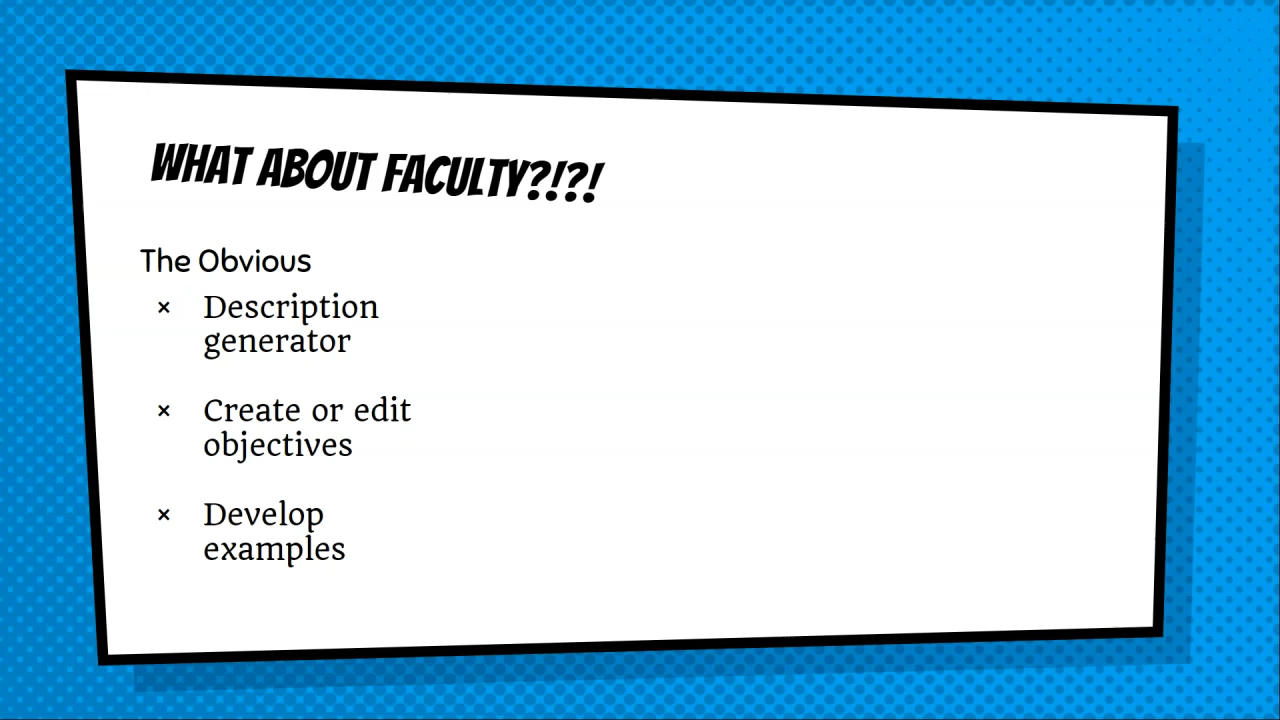 WHAT ABOUT FACULTY?!?!
The Obvious
× Description
generator
× Create or edit
objectives
× Develop
examples